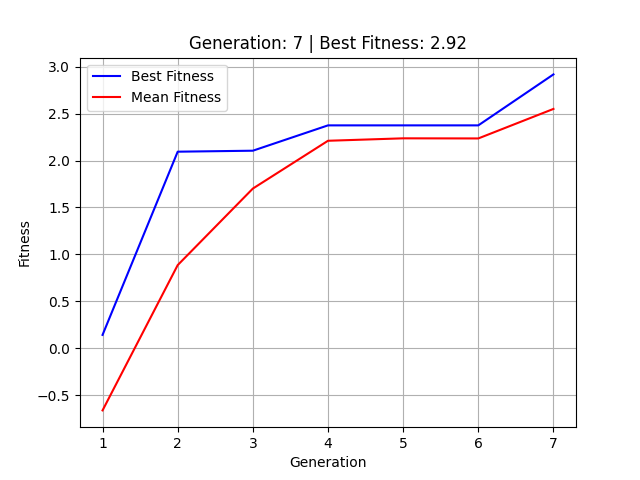 Generation: 7 | Best Fitness: 2.92
Best Fitness
Mean Fitness
3.0
2.5
2.0
1.5
1.0
0.5
0.0
−0.5
Fitness
1 2 3 4 5 6 7
Generation